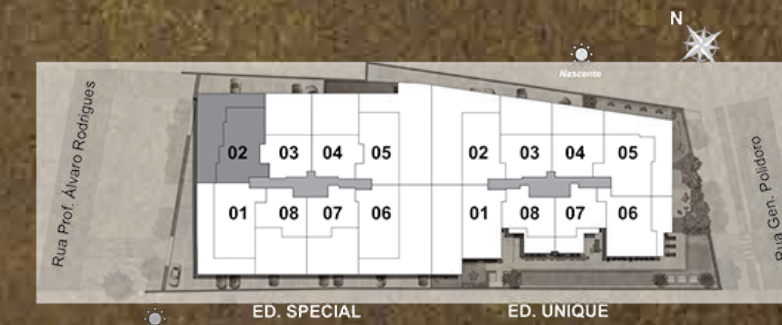 N
Nascente
Rua Prof. Álvaro Rodrigues
02 03 04 05 02 03 04 05
01 08 07 06 01 08 07 06
Rua Gen. Polidoro
ED. SPECIAL ED. UNIQUE